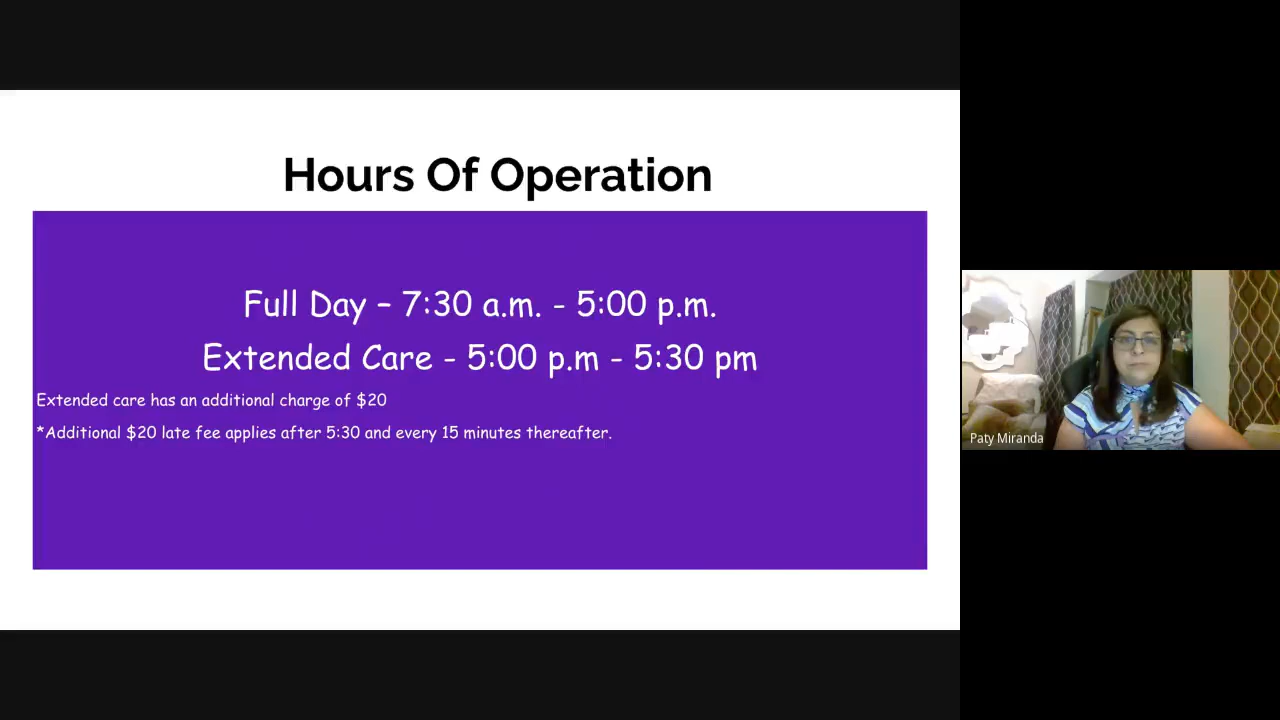 Hours Of Operation
Full Day – 7:30 a.m. - 5:00 p.m.
Extended Care - 5:00 p.m - 5:30 pm
Extended care has an additional charge of $20
*Additional $20 late fee applies after 5:30 and every 15 minutes thereafter.
Paty Miranda